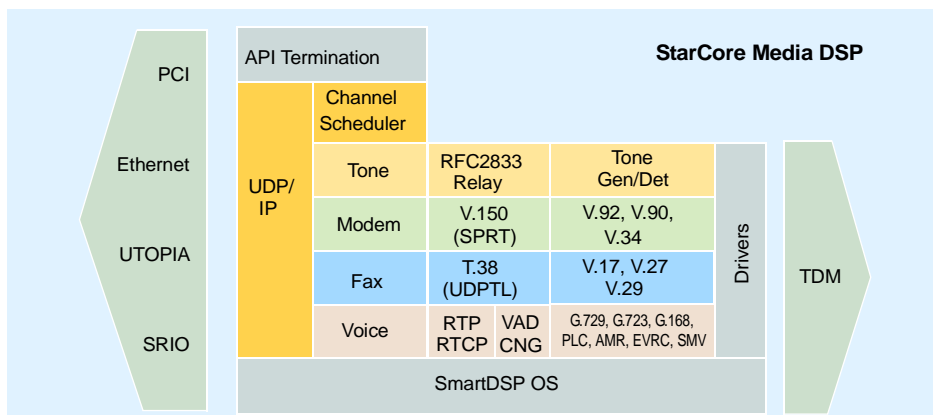 StarCore Media DSP
PCI
Ethernet
UTOPIA
SRIO
API Termination
UDP/
IP
Channel
Scheduler
Tone
RFC2833
Relay
Tone
Gen/Det
Modem
V.150
(SPRT)
V.92, V.90,
V.34
Fax
T.38
(UDPTL)
V.17, V.27
V.29
Voice
RTP
RTCP
VAD
CNG
G.729, G.723, G.168,
PLC, AMR, EVRC, SMV
Drivers
SmartDSP OS
TDM